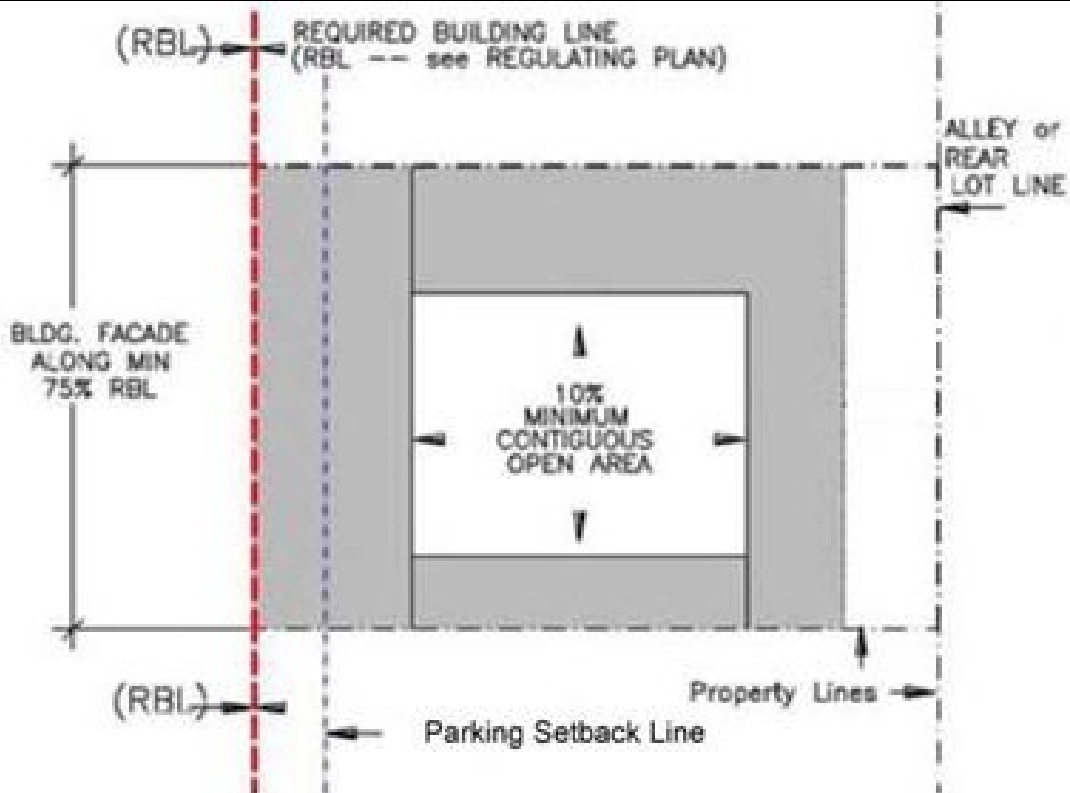 (RBL)
REQUIRED BUILDING LINE
(RBL -- see REGULATING PLAN)
ALLEY or
REAR
LOT LINE
BLDG. FACADE
ALONG MIN
75% RBL
10%
MINIMUM
CONTIGUOUS
OPEN AREA
(RBL)
Property Lines
Parking Setback Line